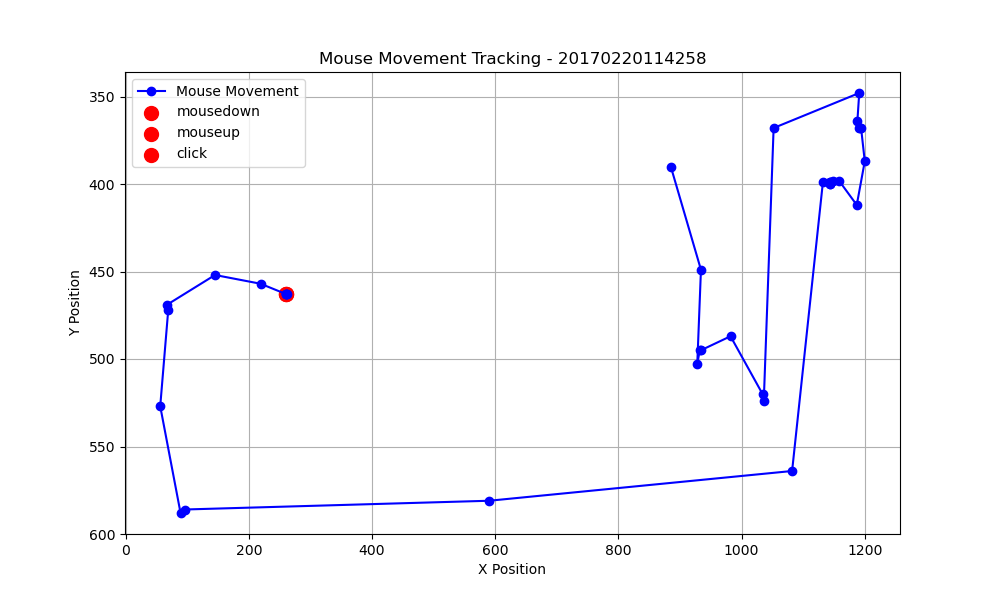 Mouse Movement Tracking - 20170220114258
Mouse Movement
mousedown
mouseup
click
350
400
450
500
550
600
Y Position
0 200 400 600 800 1000 1200
X Position